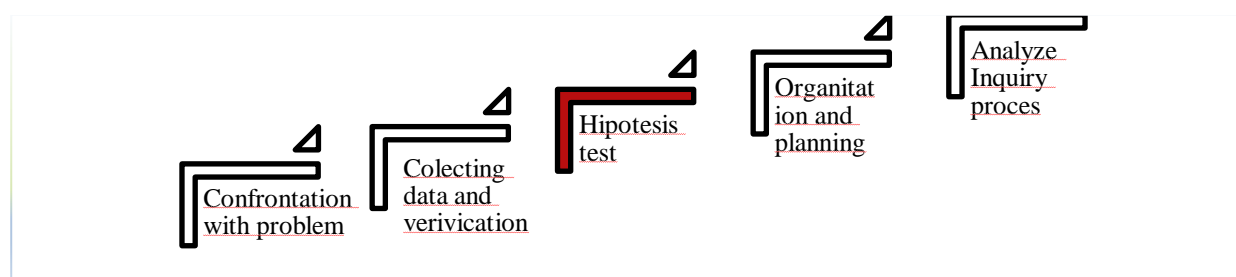 Confrontation
with problem
Colecting
data and
verivication
Hipotesis
test
Organitat
ion and
planning
Analyze
Inquiry
proces